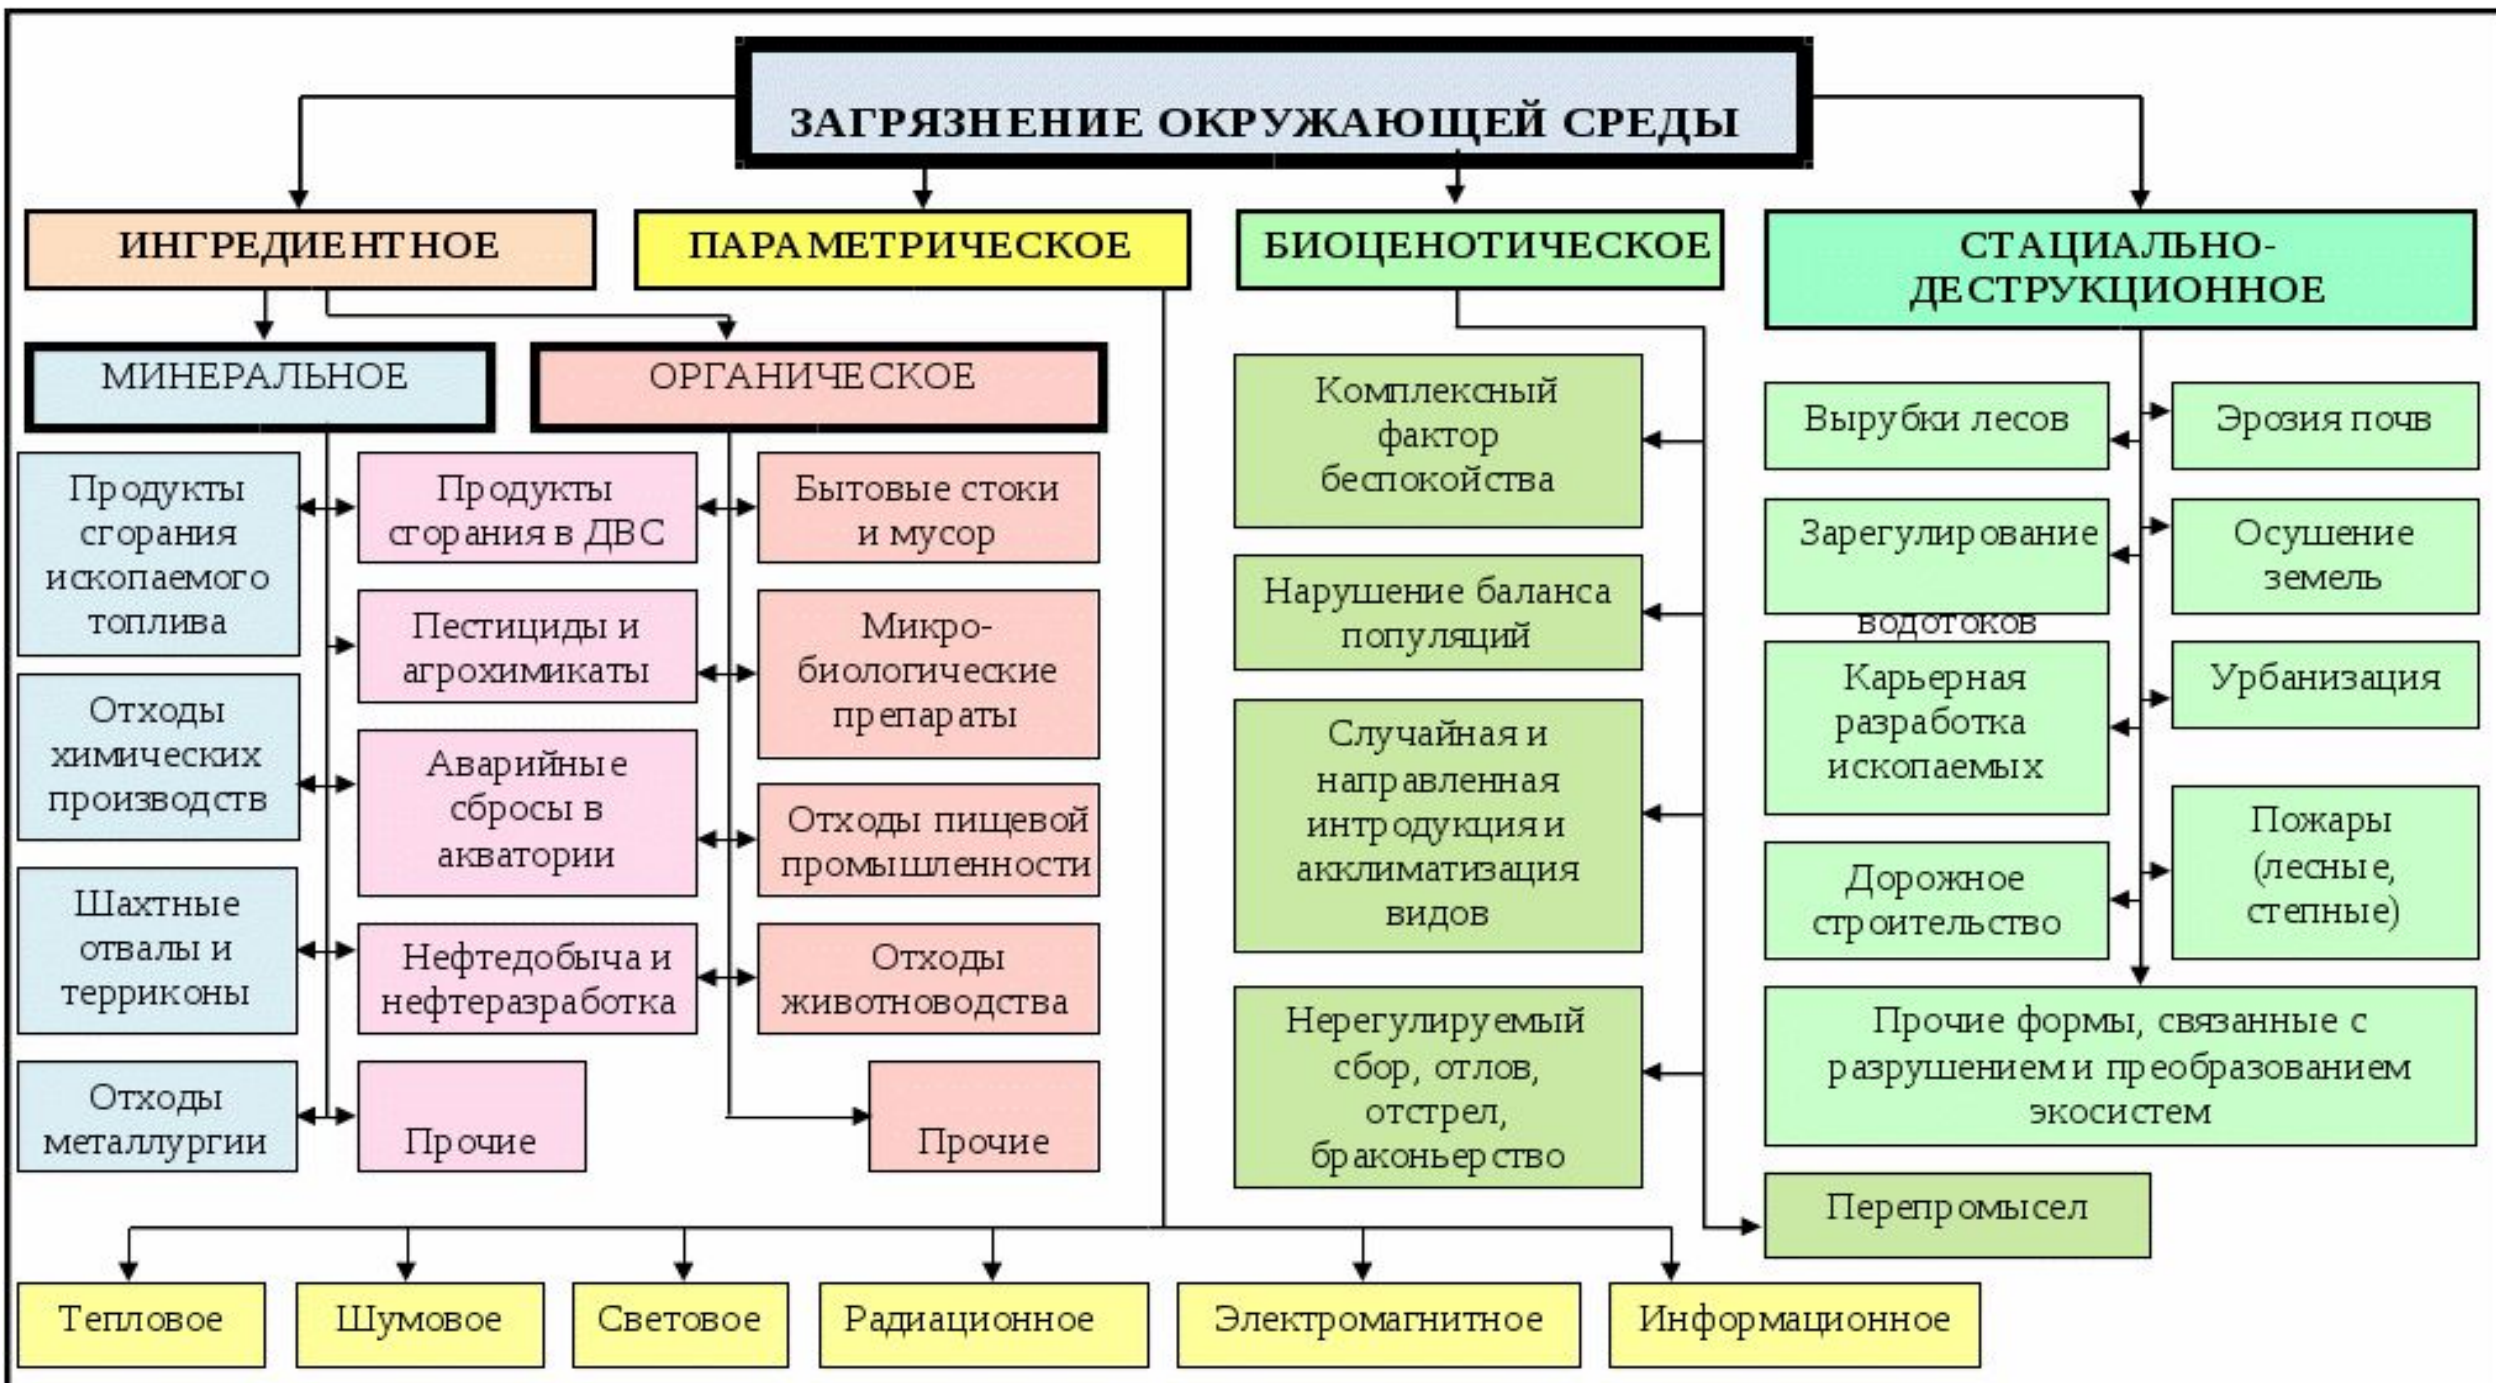 ЗАГРЯЗНЕНИЕ ОКРУЖАЮЩЕЙ СРЕДЫ
ИНГРЕДИЕНТНОЕ
ПАРАМЕТРИЧЕСКОЕ
БИОЦЕНОТИЧЕСКОЕ
СТАЦИАЛЬНО-
ДЕСТРУКЦИОННОЕ
МИНЕРАЛЬНОЕ
ОРГАНИЧЕСКОЕ
Продукты
сгорания
ископаемого
топлива
Отходы
химических
производств
Шахтные
отвалы и
терриконы
Отходы
металлургии
Продукты
сгорания в ДВС
Пестициды и
агрохимикаты
Аварийные
сбросы в
акватории
Нефтедобыча и
нефтеразработка
Прочие
Бытовые стоки
и мусор
Микро-
биологические
препараты
Отходы пищевой
промышленности
Отходы
животноводства
Прочие
Комплексный
фактор
беспокойства
Нарушение баланса
популяций
Случайная и
направленная
интродукция и
акклиматизация
видов
Нерегулируемый
сбор, отлов,
отстрел,
браконьерство
Вырубки лесов
Зарегулирование
водотоков
Карьерная
разработка
ископаемых
Дорожное
строительство
Эрозия почв
Осушение
земель
Урбанизация
Пожары
(лесные,
степные)
Прочие формы, связанные с
разрушением и преобразованием
экосистем
Перепромысел
Тепловое
Шумовое
Световое
Радиационное
Электромагнитное
Информационное